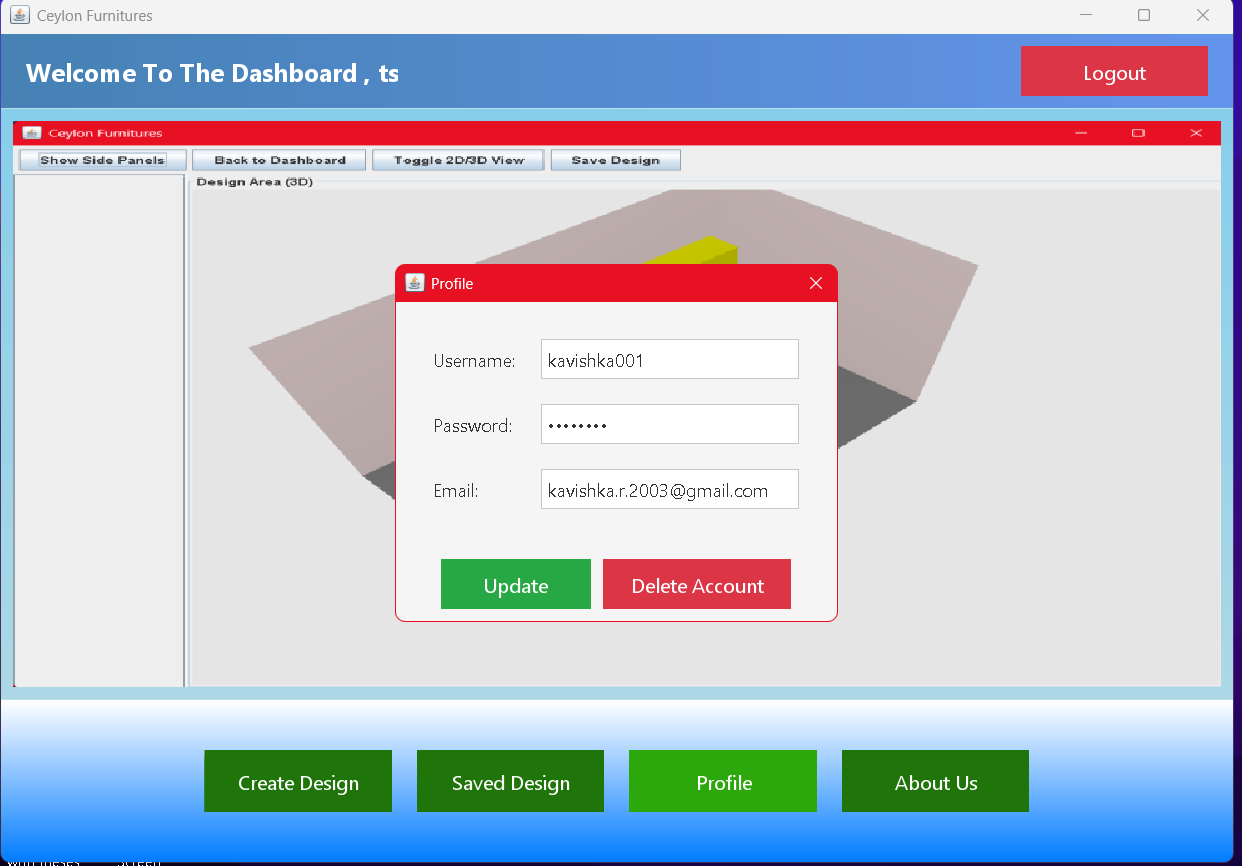 Ceylon Furnitures
Welcome To The Dashboard , ts
Logout
Ceylon Furnitures
Show Side Panels Back to Dashboard Toggle 2D/3D View Save Design
Design Area (3D)
Profile
Username: kavishka001
Password: ••••••••
Email: kavishka.r.2003@gmail.com
Update Delete Account
Create Design Saved Design Profile About Us